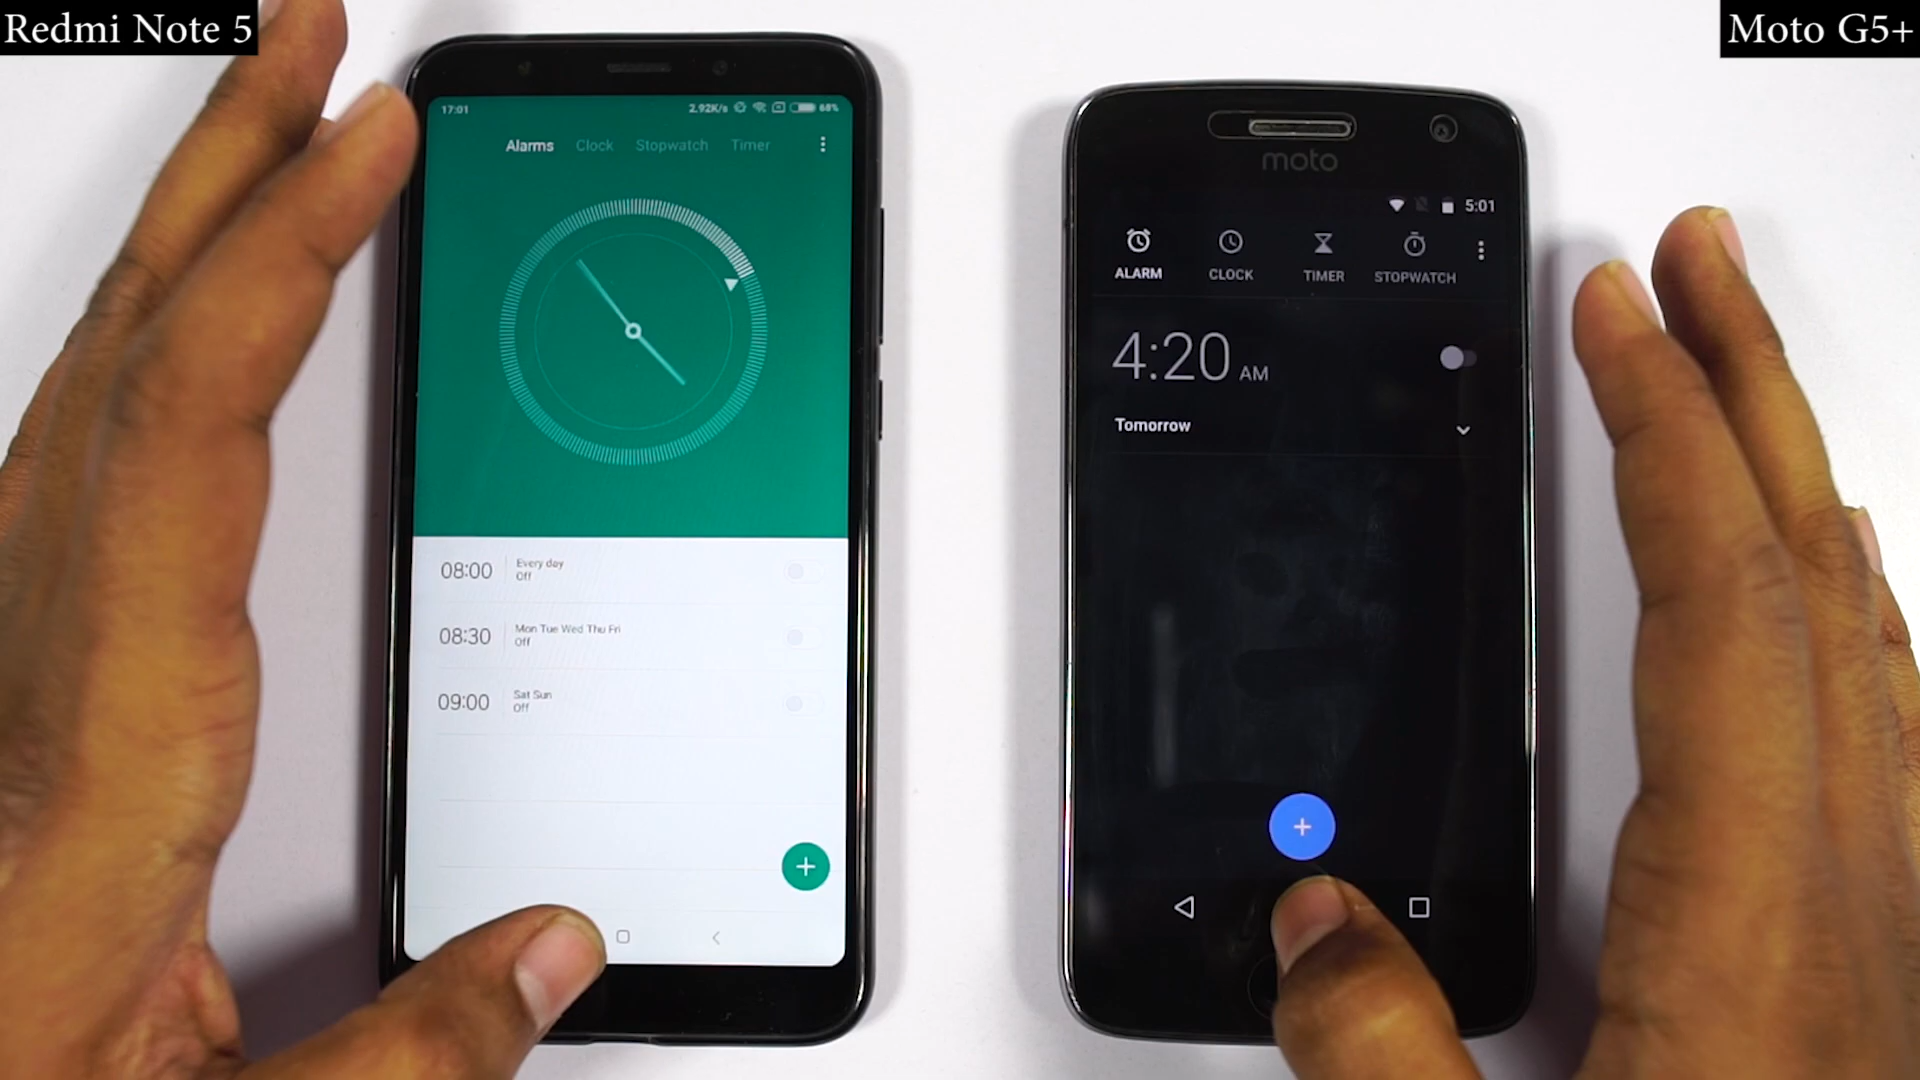 Redmi Note 5
Moto G5+
17:01
2.92K/s
68%
Alarms Clock Stopwatch Timer
08:00
Every day
Off
08:30
Mon Tue Wed Thu Fri
Off
09:00
Sat Sun
Off
moto
5:01
ALARM CLOCK TIMER STOPWATCH
4:20 AM
Tomorrow